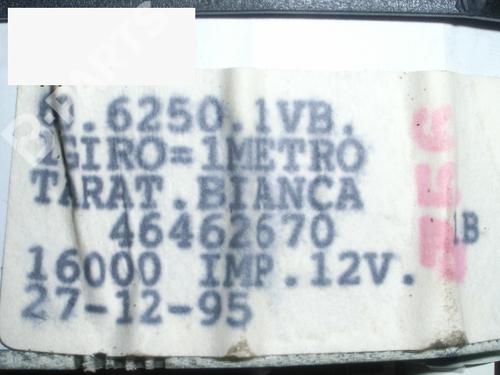 60.6250.1VB.
1GIRO=1METRO
TARAT.BIANCA
46462670
16000 IMP.12V.
27-12-95